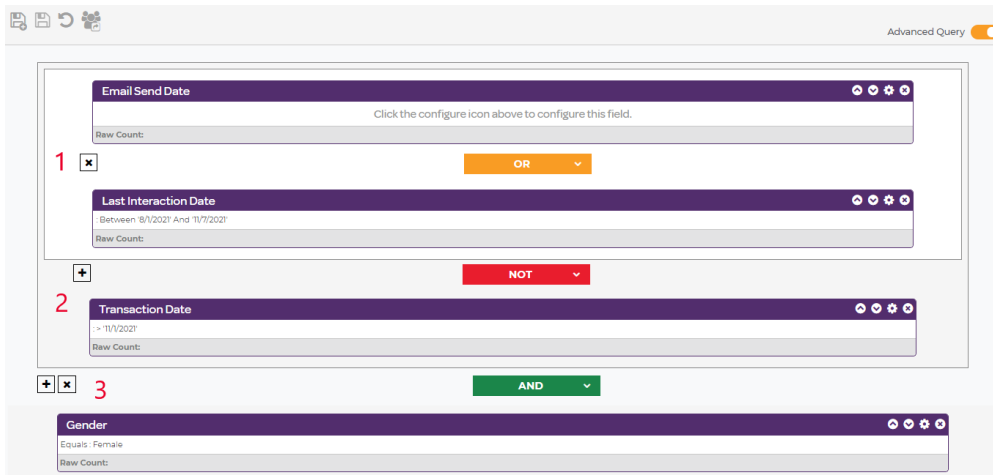 Advanced Query
Email Send Date
Click the configure icon above to configure this field.
Raw Count:
1
OR
Last Interaction Date
: Between '8/1/2021' And '11/7/2021'
Raw Count:
NOT
2
Transaction Date
: > '11/1/2021'
Raw Count:
3
AND
Gender
Equals : Female
Raw Count: